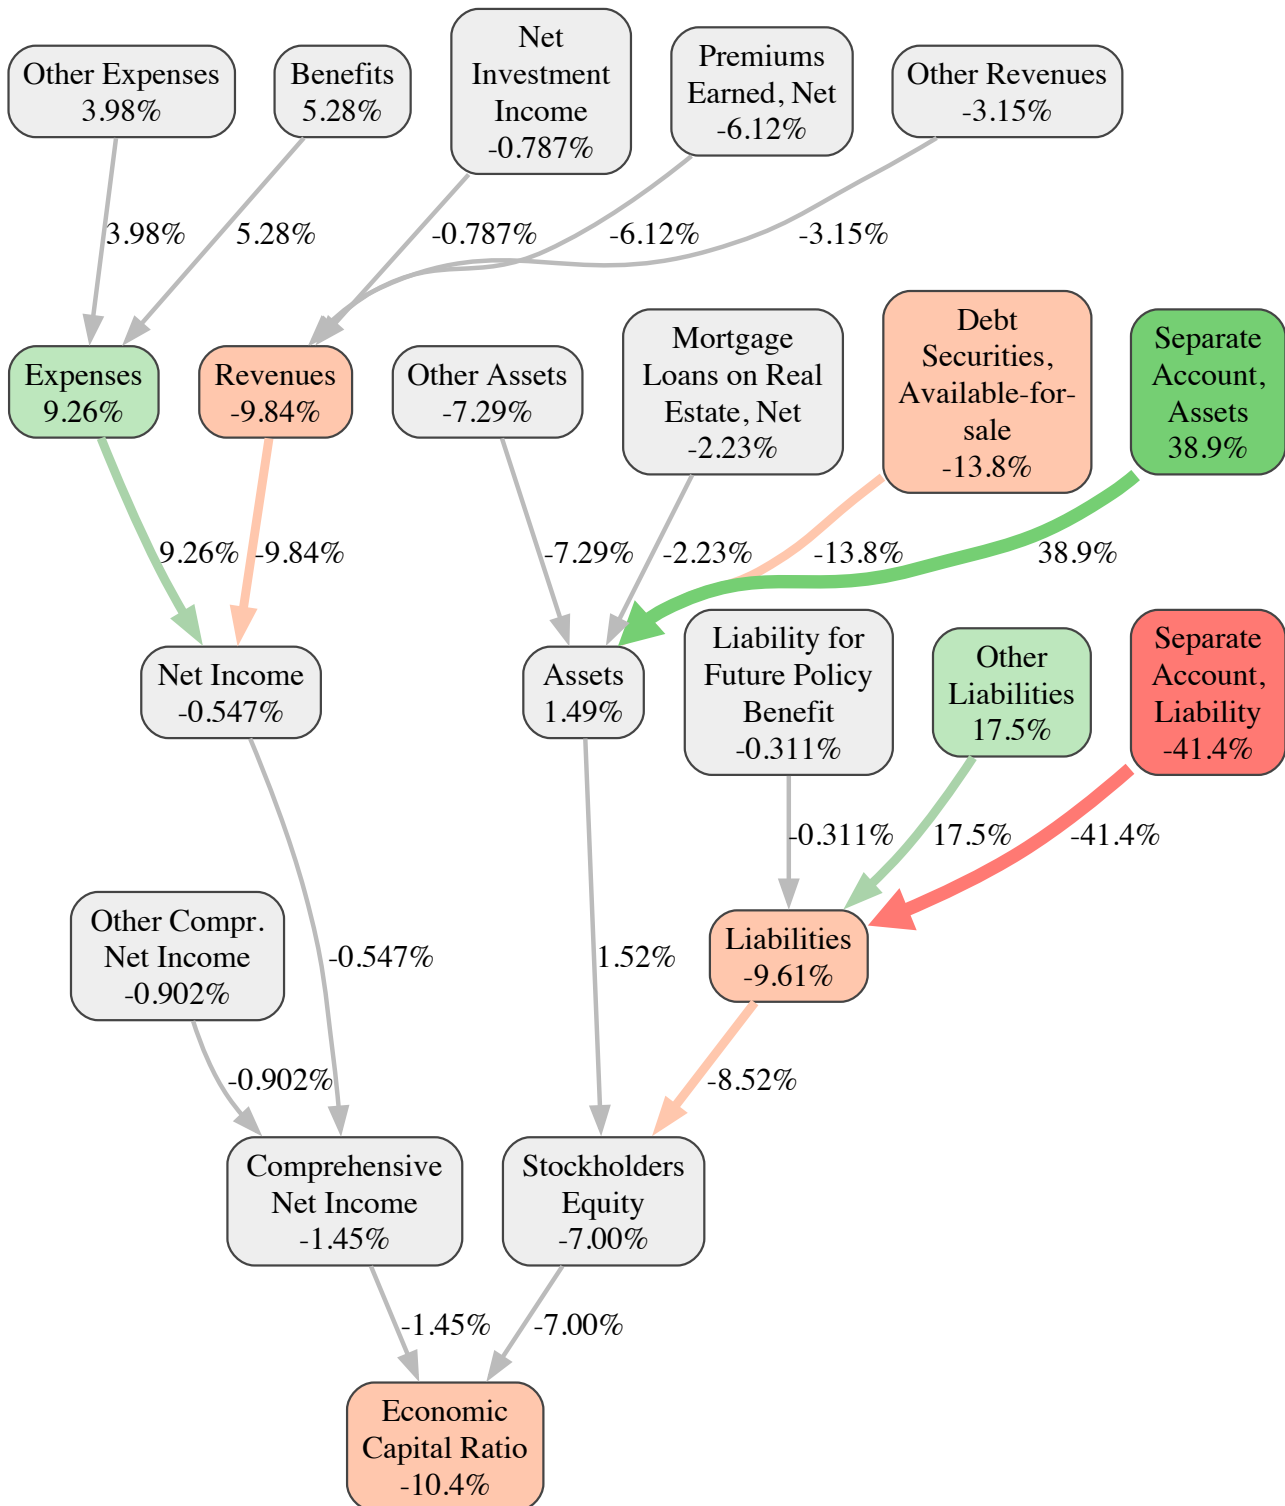 Other Expenses
3.98%
Benefits
5.28%
Net
Investment
Income
-0.787%
Premiums
Earned, Net
-6.12%
Other Revenues
-3.15%
3.98%
5.28%
-0.787%
-6.12%
-3.15%
Expenses
9.26%
Revenues
-9.84%
Other Assets
-7.29%
Mortgage
Loans on Real
Estate, Net
-2.23%
Debt
Securities,
Available-for-
sale
-13.8%
Separate
Account,
Assets
38.9%
9.26%
-9.84%
-7.29%
-2.23%
-13.8%
38.9%
Net Income
-0.547%
Assets
1.49%
Liability for
Future Policy
Benefit
-0.311%
Other
Liabilities
17.5%
Separate
Account,
Liability
-41.4%
-0.311%
17.5%
-41.4%
Other Compr.
Net Income
-0.902%
-0.547%
1.52%
Liabilities
-9.61%
-0.902%
-8.52%
Comprehensive
Net Income
-1.45%
Stockholders
Equity
-7.00%
-1.45%
-7.00%
Economic
Capital Ratio
-10.4%